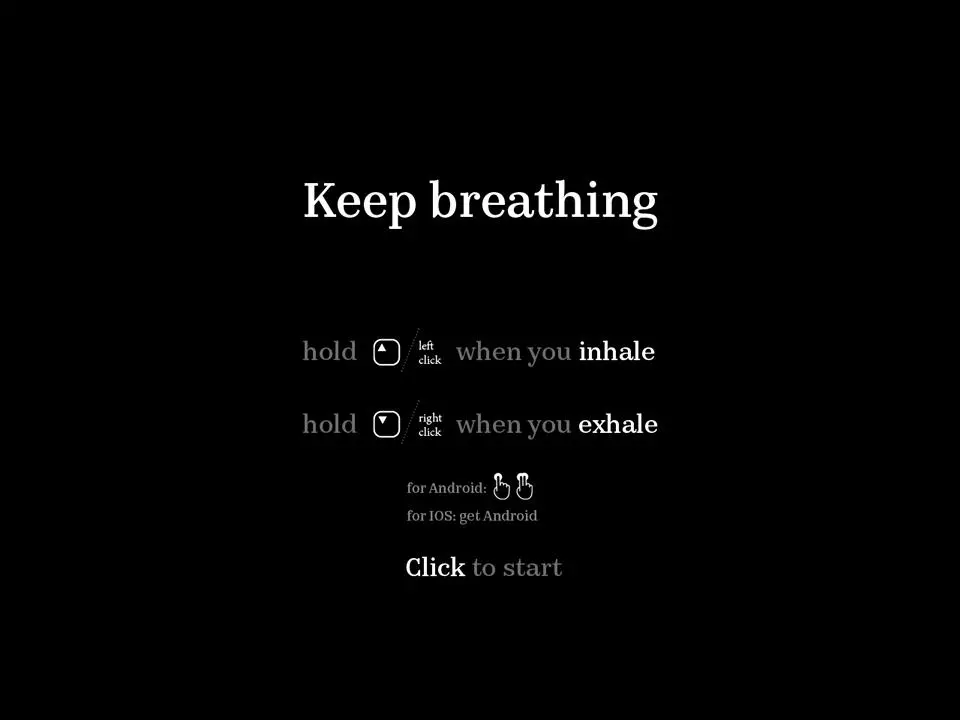 Keep breathing
hold left click when you inhale
hold right click when you exhale
for Android:
for IOS: get Android
Click to start